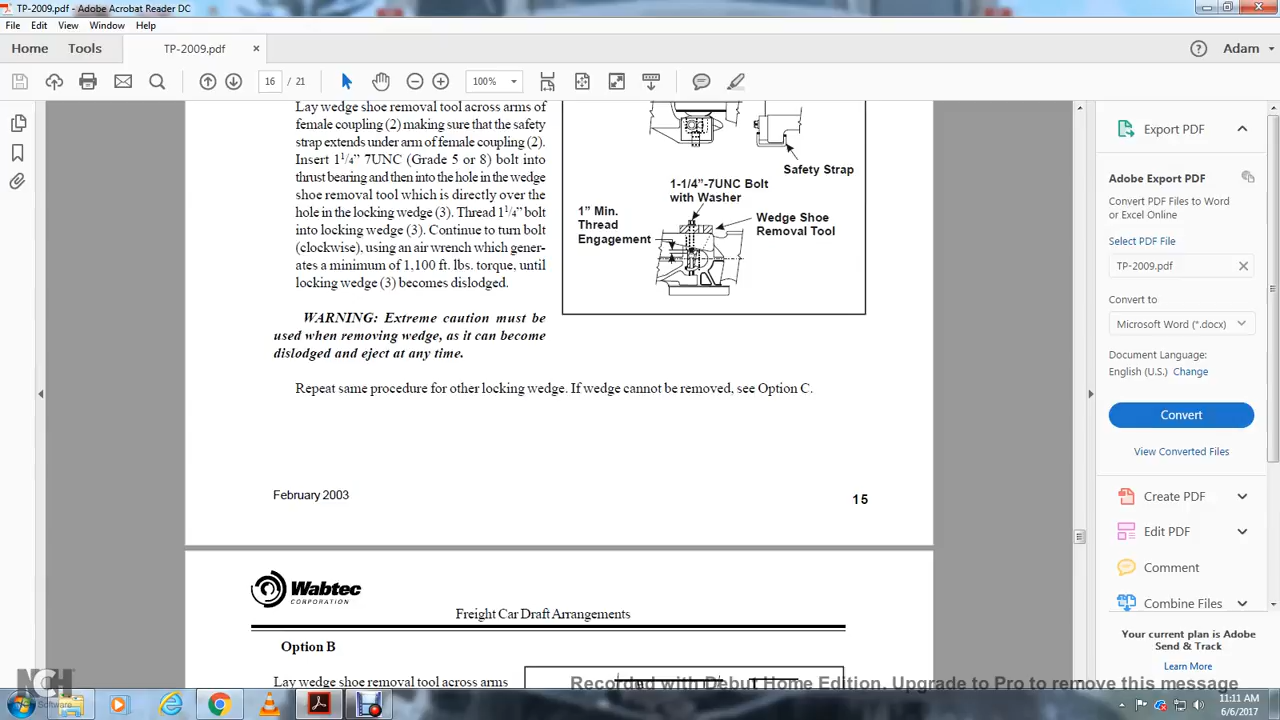 TP-2009.pdf - Adobe Acrobat Reader DC
File Edit View Window Help
Home Tools TP-2009.pdf × Adam
16 / 21 100%
Lay wedge shoe removal tool across arms of
female coupling (2) making sure that the safety
strap extends under arm of female coupling (2).
Insert 1 1/4” 7UNC (Grade 5 or 8) bolt into
thrust bearing and then into the hole in the wedge
shoe removal tool which is directly over the
hole in the locking wedge (3). Thread 1 1/4” bolt
into locking wedge (3). Continue to turn bolt
(clockwise), using an air wrench which gener-
ates a minimum of 1,100 ft. lbs. torque, until
locking wedge (3) becomes dislodged.
WARNING: Extreme caution must be
used when removing wedge, as it can become
dislodged and eject at any time.
Safety Strap
1-1/4”-7UNC Bolt
with Washer
1” Min.
Thread
Engagement
Wedge Shoe
Removal Tool
Repeat same procedure for other locking wedge. If wedge cannot be removed, see Option C.
February 2003
15
Wabtec
CORPORATION
Freight Car Draft Arrangements
Option B
Lay wedge shoe removal tool across arms
Export PDF
Adobe Export PDF
Convert PDF Files to Word
or Excel Online
Select PDF File
TP-2009.pdf
Convert to
Microsoft Word (*.docx)
Document Language:
English (U.S.) Change
Convert
View Converted Files
Create PDF
Edit PDF
Comment
Combine Files
Your current plan is Adobe
Send & Track
Learn More
Recorded with Debut Home Edition. Upgrade to Pro to remove this message
NCH Software
11:11 AM
6/6/2017